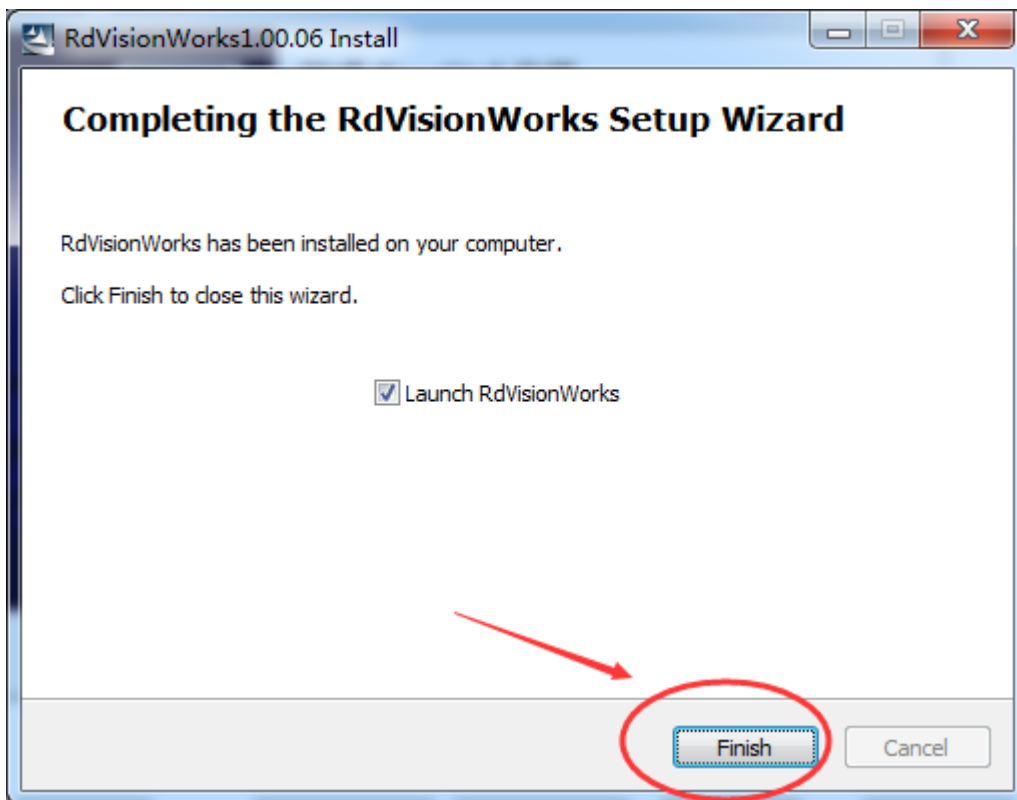 RdVisionWorks1.00.06 Install
Completing the RdVisionWorks Setup Wizard
RdVisionWorks has been installed on your computer.
Click Finish to close this wizard.
Launch RdVisionWorks
Finish
Cancel